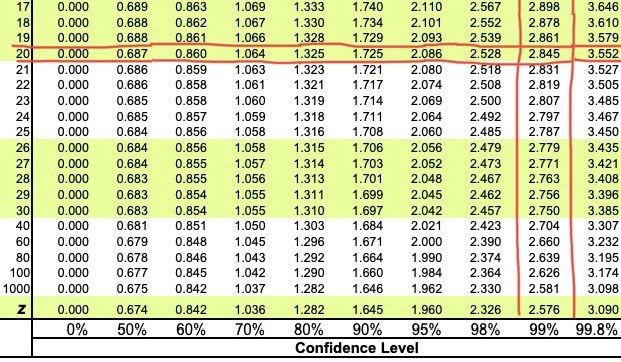 17 0.000 0.689 0.863 1.069 1.333 1.740 2.110 2.567 2.898 3.646
18 0.000 0.688 0.862 1.067 1.330 1.734 2.101 2.552 2.878 3.610
19 0.000 0.688 0.861 1.066 1.328 1.729 2.093 2.539 2.861 3.579
20 0.000 0.687 0.860 1.064 1.325 1.725 2.086 2.528 2.845 3.552
21 0.000 0.686 0.859 1.063 1.323 1.721 2.080 2.518 2.831 3.527
22 0.000 0.686 0.858 1.061 1.321 1.717 2.074 2.508 2.819 3.505
23 0.000 0.685 0.858 1.060 1.319 1.714 2.069 2.500 2.807 3.485
24 0.000 0.685 0.857 1.059 1.318 1.711 2.064 2.492 2.797 3.467
25 0.000 0.684 0.856 1.058 1.316 1.708 2.060 2.485 2.787 3.450
26 0.000 0.684 0.856 1.058 1.315 1.706 2.056 2.479 2.779 3.435
27 0.000 0.684 0.855 1.057 1.314 1.703 2.052 2.473 2.771 3.421
28 0.000 0.683 0.855 1.056 1.313 1.701 2.048 2.467 2.763 3.408
29 0.000 0.683 0.854 1.055 1.311 1.699 2.045 2.462 2.756 3.396
30 0.000 0.683 0.854 1.055 1.310 1.697 2.042 2.457 2.750 3.385
40 0.000 0.681 0.851 1.050 1.303 1.684 2.021 2.423 2.704 3.307
60 0.000 0.679 0.848 1.045 1.296 1.671 2.000 2.390 2.660 3.232
80 0.000 0.678 0.846 1.043 1.292 1.664 1.990 2.374 2.639 3.195
100 0.000 0.677 0.845 1.042 1.290 1.660 1.984 2.364 2.626 3.174
1000 0.000 0.675 0.842 1.037 1.282 1.646 1.962 2.330 2.581 3.098
Z 0.000 0.674 0.842 1.036 1.282 1.645 1.960 2.326 2.576 3.090
0% 50% 60% 70% 80% 90% 95% 98% 99% 99.8%
Confidence Level